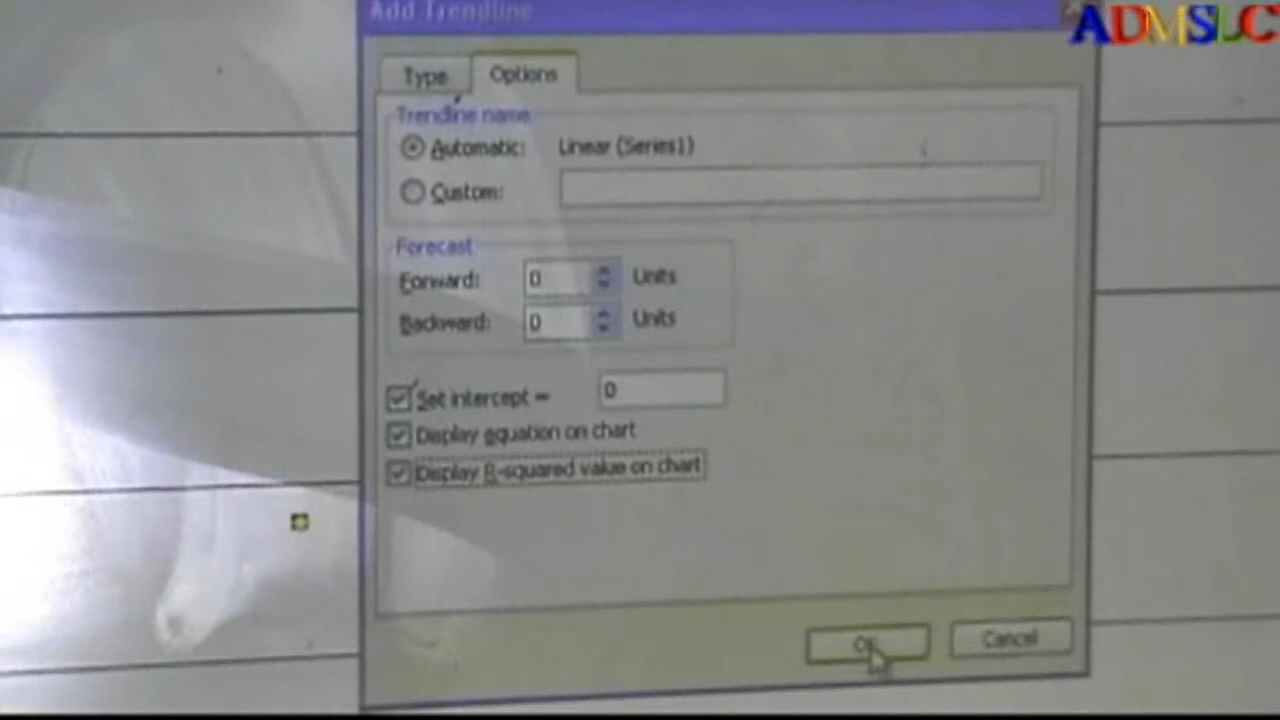 Add Trendline
ADMSLC
Type Options
Trendline name
Automatic: Linear (Series1)
Custom:
Forecast
Forward: 0 Units
Backward: 0 Units
Set intercept = 0
Display equation on chart
Display R-squared value on chart
OK Cancel